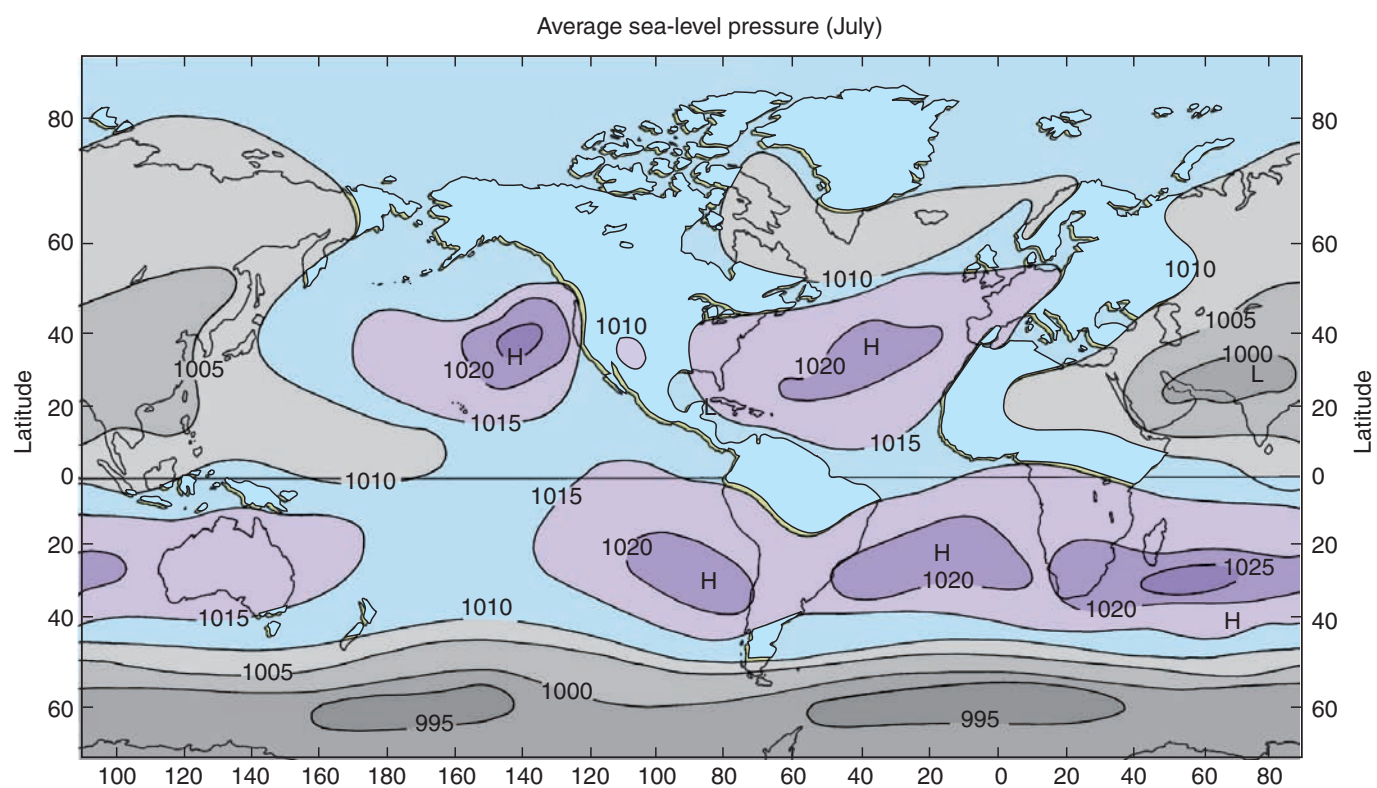 Average sea-level pressure (July)
80 80
60 60
1010
1010
1005
40 1010 40
H H 1000
1005 1020 1020 L
20 L 20
1015 1015
0 1010 0
1015
20 1020 H 20
H 1020 1025
1015 1010 1020
40 H 40
1005
1000
60 995 995 60
Latitude
Latitude
100 120 140 160 180 160 140 120 100 80 60 40 20 0 20 40 60 80